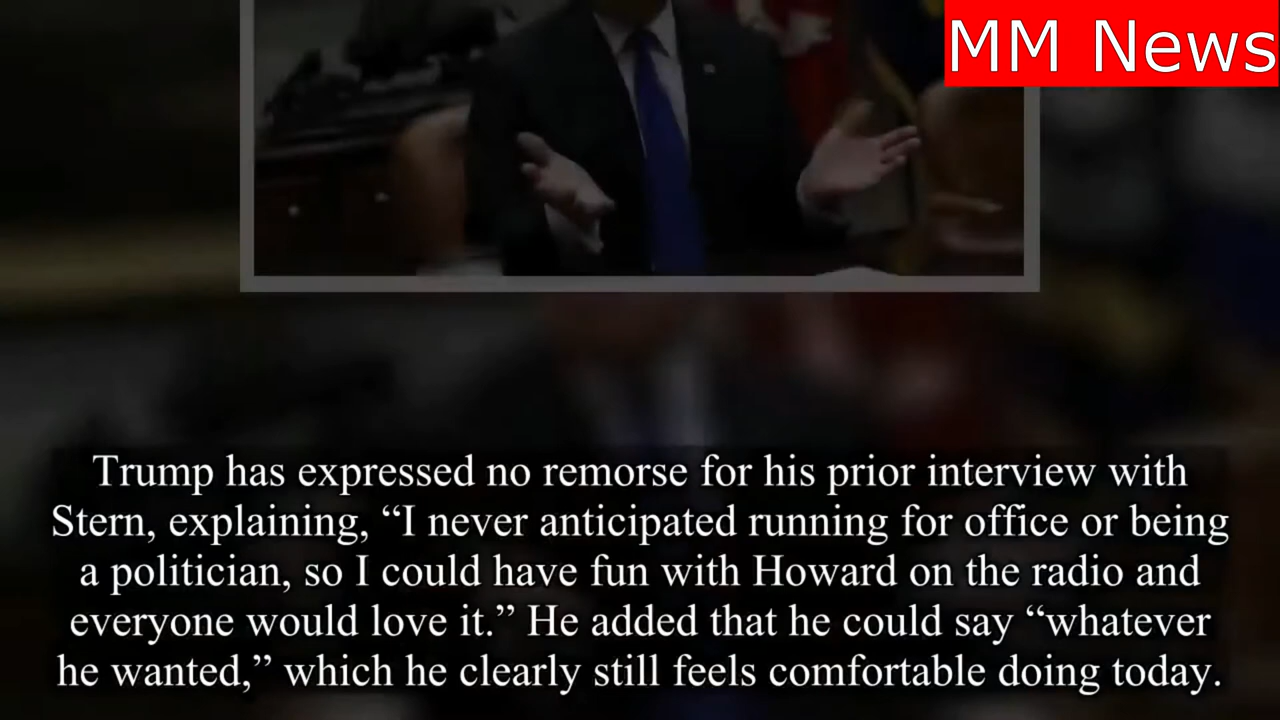 MM News
Trump has expressed no remorse for his prior interview with
Stern, explaining, “I never anticipated running for office or being
a politician, so I could have fun with Howard on the radio and
everyone would love it.” He added that he could say “whatever
he wanted,” which he clearly still feels comfortable doing today.